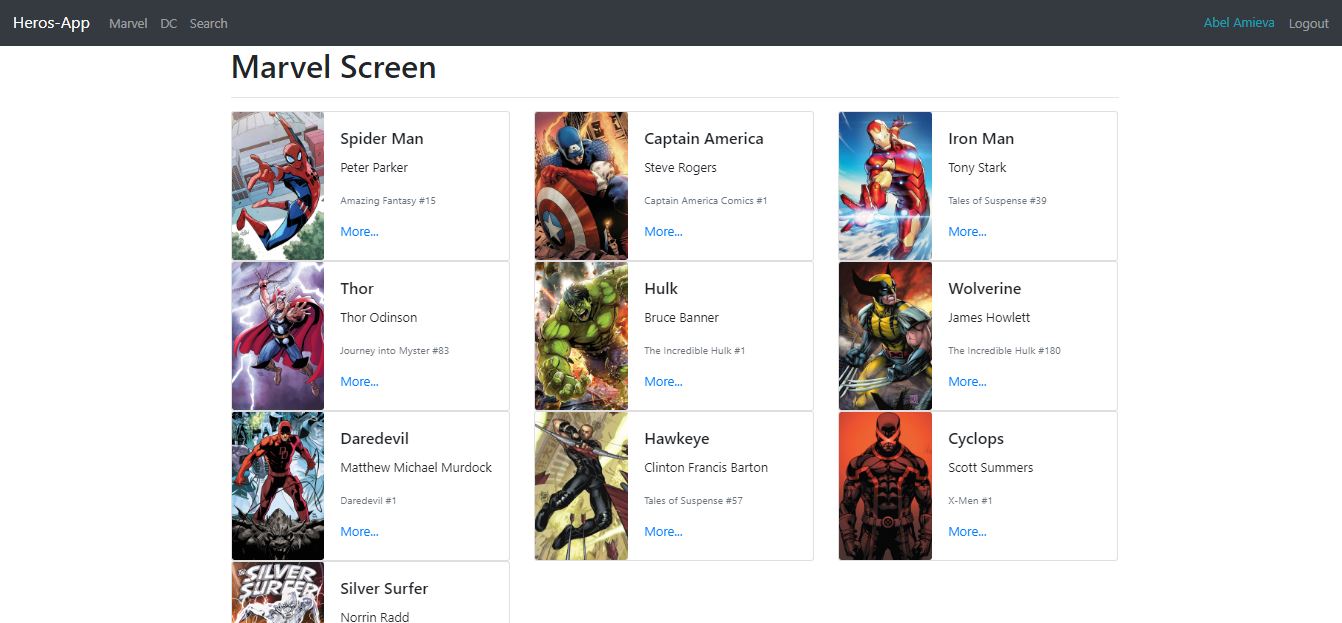 Heros-App Marvel DC Search Abel Amieva Logout
Marvel Screen
Spider Man
Peter Parker
Amazing Fantasy #15
More...
Captain America
Steve Rogers
Captain America Comics #1
More...
Iron Man
Tony Stark
Tales of Suspense #39
More...
Thor
Thor Odinson
Journey into Myster #83
More...
Hulk
Bruce Banner
The Incredible Hulk #1
More...
Wolverine
James Howlett
The Incredible Hulk #180
More...
Daredevil
Matthew Michael Murdock
Daredevil #1
More...
Hawkeye
Clinton Francis Barton
Tales of Suspense #57
More...
Cyclops
Scott Summers
X-Men #1
More...
SILVER
SURFER
Silver Surfer
Norrin Radd